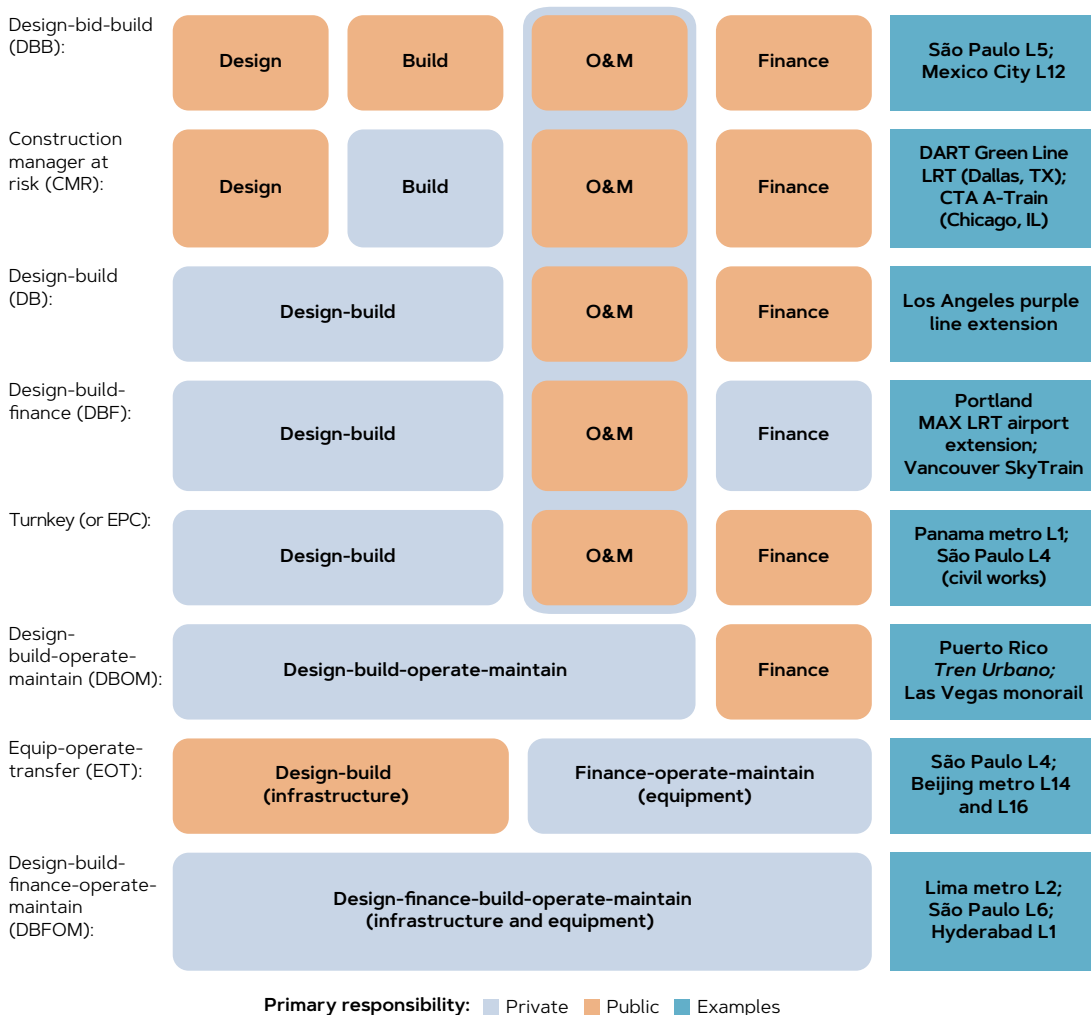 Design-bid-build
(DBB):
Design
Build
O&M
Finance
São Paulo L5;
Mexico City L12
Construction
manager at
risk (CMR):
Design
Build
O&M
Finance
DART Green Line
LRT (Dallas, TX);
CTA A-Train
(Chicago, IL)
Design-build
(DB):
Design-build
O&M
Finance
Los Angeles purple
line extension
Design-build-
finance (DBF):
Design-build
O&M
Finance
Portland
MAX LRT airport
extension;
Vancouver SkyTrain
Turnkey (or EPC):
Design-build
O&M
Finance
Panama metro L1;
São Paulo L4
(civil works)
Design-
build-operate-
maintain (DBOM):
Design-build-operate-maintain
Finance
Puerto Rico
Tren Urbano;
Las Vegas monorail
Equip-operate-
transfer (EOT):
Design-build
(infrastructure)
Finance-operate-maintain
(equipment)
São Paulo L4;
Beijing metro L14
and L16
Design-build-
finance-operate-
maintain
(DBFOM):
Design-finance-build-operate-maintain
(infrastructure and equipment)
Lima metro L2;
São Paulo L6;
Hyderabad L1
Primary responsibility: Private Public Examples